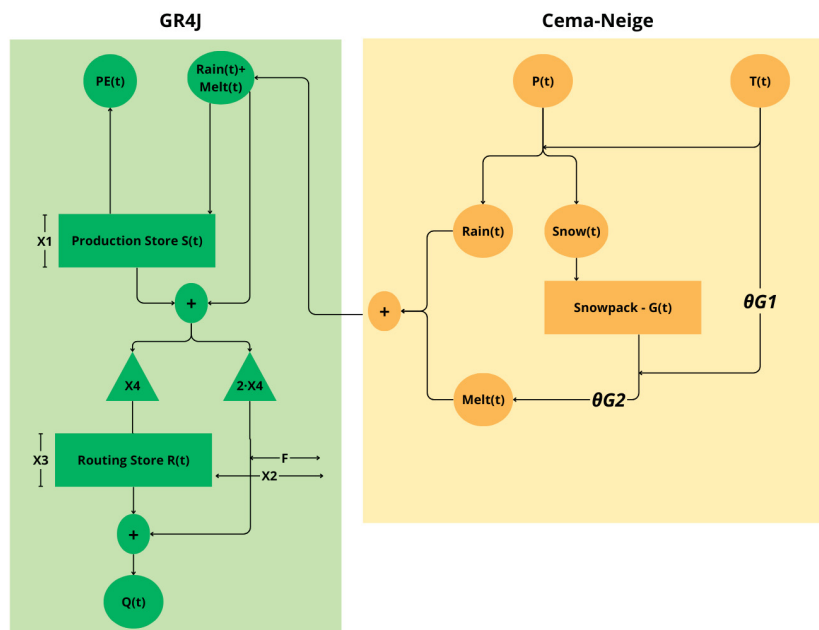 GR4J
Cema-Neige
PE(t)
Rain(t)+
Melt(t)
P(t)
T(t)
X1
Production Store S(t)
Rain(t)
Snow(t)
+
+
Snowpack - G(t)
θG1
X4
2·X4
Melt(t)
θG2
X3
Routing Store R(t)
F
X2
+
Q(t)